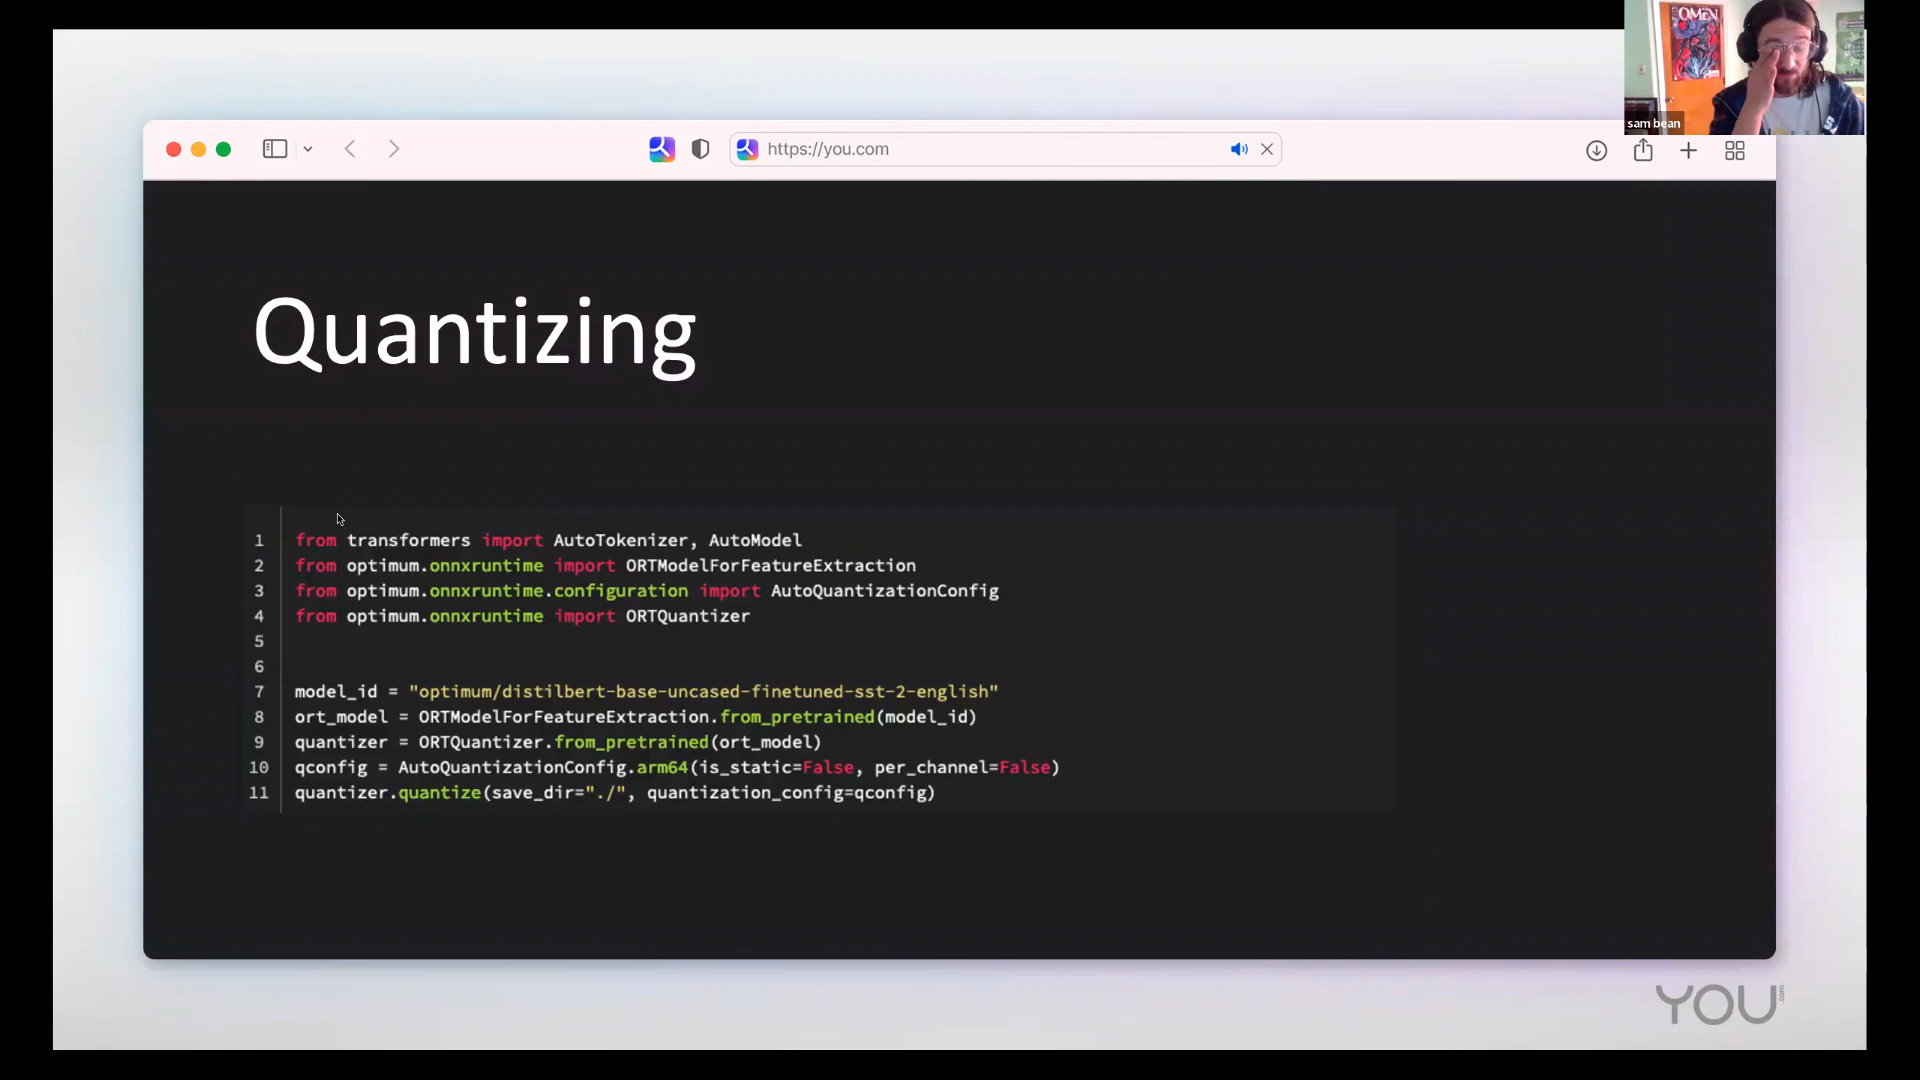 OMEN
sam bean
https://you.com
Quantizing
1 from transformers import AutoTokenizer, AutoModel
2 from optimum.onnxruntime import ORTModelForFeatureExtraction
3 from optimum.onnxruntime.configuration import AutoQuantizationConfig
4 from optimum.onnxruntime import ORTQuantizer
5
6
7 model_id = "optimum/distilbert-base-uncased-finetuned-sst-2-english"
8 ort_model = ORTModelForFeatureExtraction.from_pretrained(model_id)
9 quantizer = ORTQuantizer.from_pretrained(ort_model)
10 qconfig = AutoQuantizationConfig.arm64(is_static=False, per_channel=False)
11 quantizer.quantize(save_dir="./", quantization_config=qconfig)
YOU.com